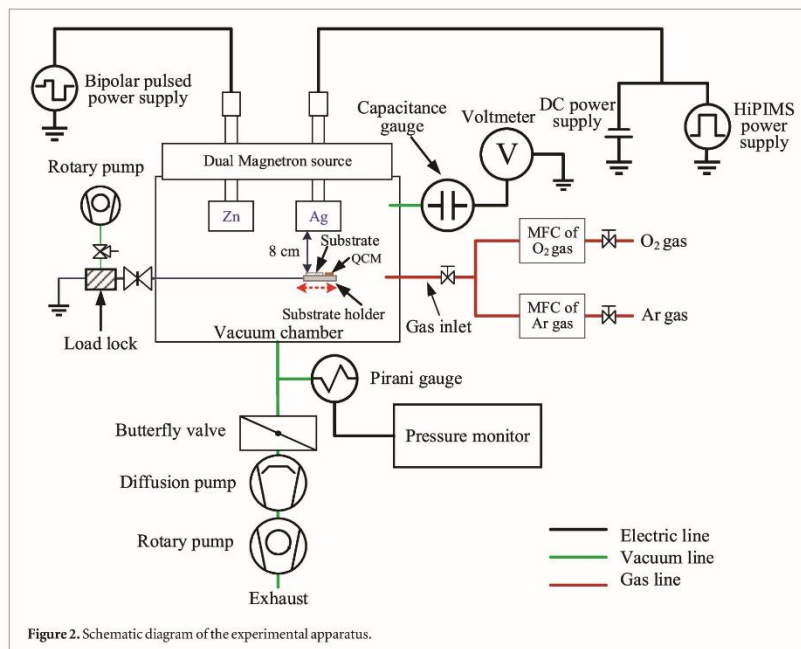 Bipolar pulsed
power supply
Capacitance
gauge
Voltmeter
V
DC power
supply
HiPIMS
power
supply
Rotary pump
Dual Magnetron source
Zn
Ag
8 cm
Substrate
QCM
Substrate holder
Load lock
Vacuum chamber
Gas inlet
MFC of
O₂ gas
O₂ gas
MFC of
Ar gas
Ar gas
Pirani gauge
Butterfly valve
Pressure monitor
Diffusion pump
Rotary pump
Exhaust
Electric line
Vacuum line
Gas line
Figure 2. Schematic diagram of the experimental apparatus.